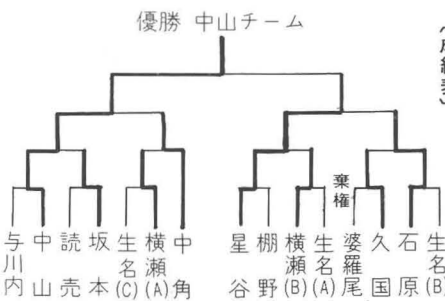 優勝 中山チーム
棄権
与川内
中山
読売
坂本
生名(C)
横瀬(A)
中角
星谷
棚野
横瀬(B)
生名(A)
婆羅尾
久国
石原
生名(B)